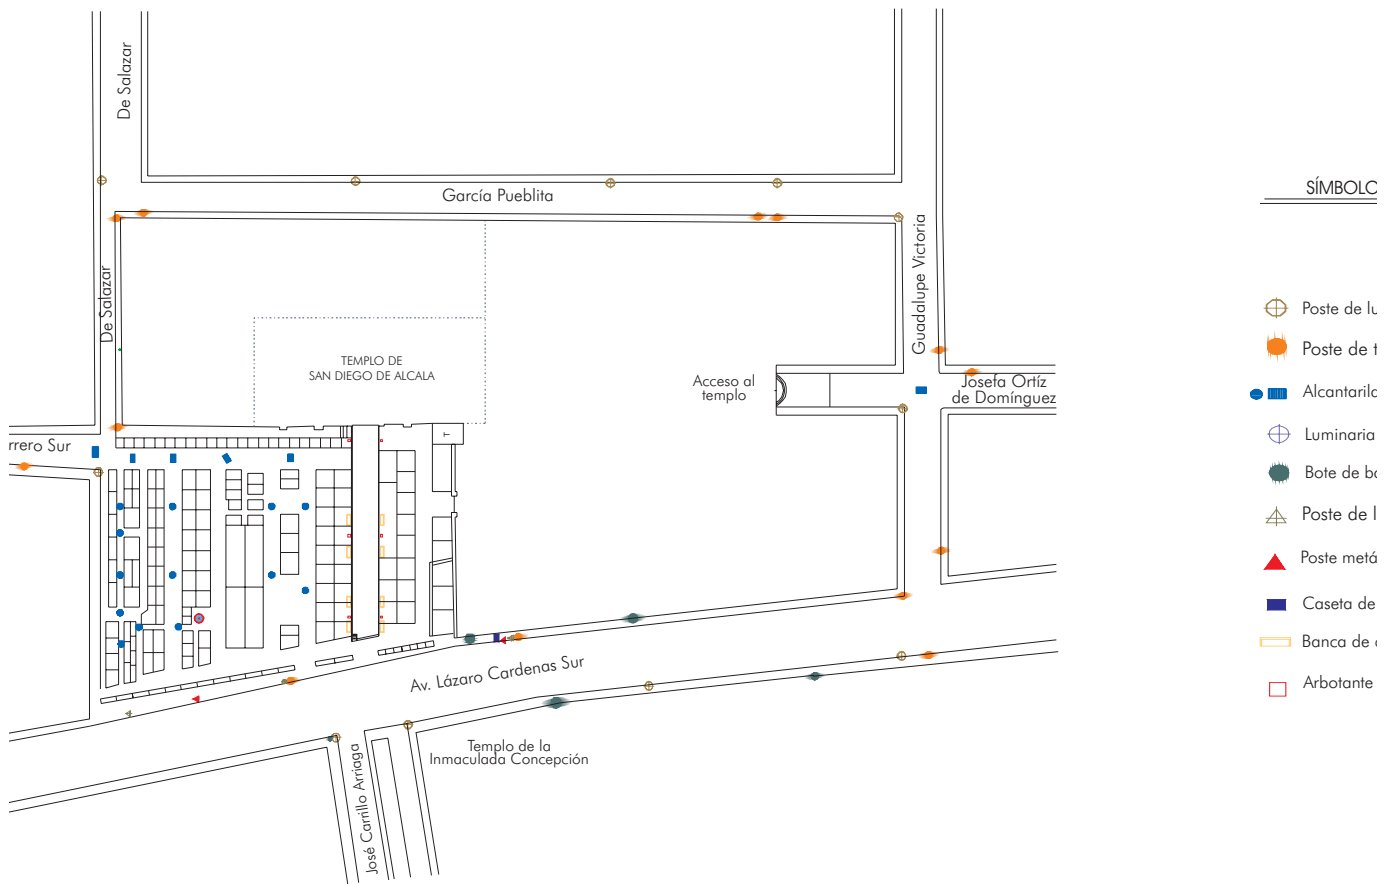 De Salazar
García Pueblita
SÍMBOLO
De Salazar
Guadalupe Victoria
TEMPLO DE
SAN DIEGO DE ALCALA
Acceso al
templo
Josefa Ortíz
de Domínguez
rrero Sur
T
Av. Lázaro Cardenas Sur
Templo de la
Inmaculada Concepción
José Carrillo Arriaga
Poste de lu
Poste de t
Alcantarila
Luminaria
Bote de ba
Poste de l
Poste metá
Caseta de
Banca de
Arbotante